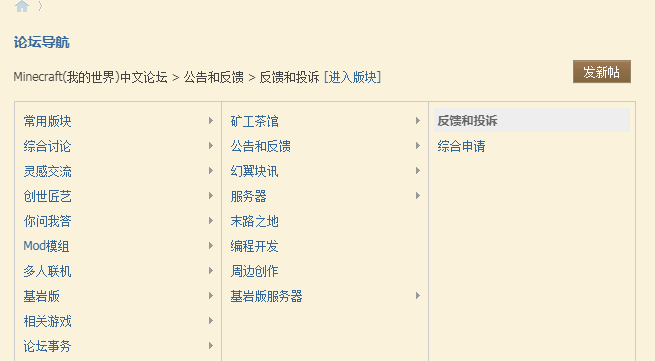 论坛导航
Minecraft(我的世界)中文论坛 > 公告和反馈 > 反馈和投诉 [进入版块]
发新帖
常用版块
综合讨论
灵感交流
创世匠艺
你问我答
Mod模组
多人联机
基岩版
相关游戏
论坛事务
矿工茶馆
公告和反馈
幻翼块讯
服务器
末路之地
编程开发
周边创作
基岩版服务器
反馈和投诉
综合申请